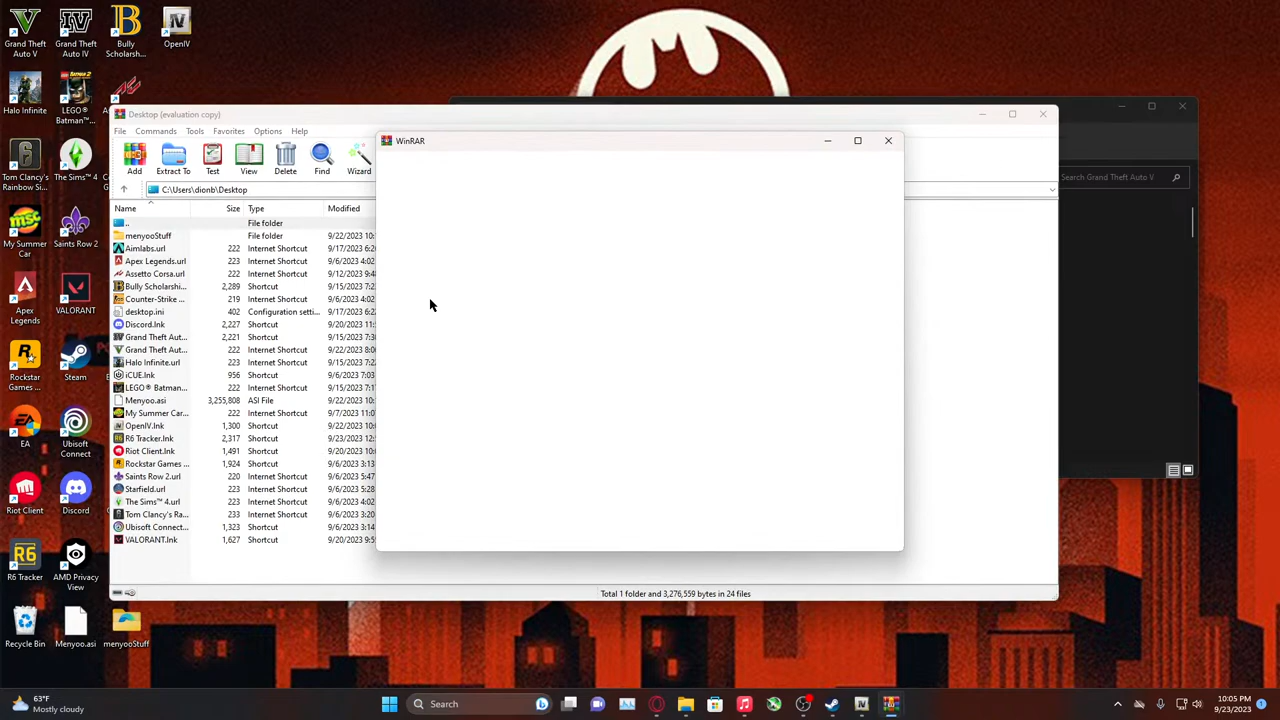 Grand Theft Auto V
Grand Theft Auto IV
Bully Scholarsh...
OpenIV
Halo Infinite
LEGO® Batman™...
Tom Clancy's Rainbow Si...
The Sims™ 4
My Summer Car
Saints Row 2
Apex Legends
VALORANT
Rockstar Games ...
Steam
EA
Ubisoft Connect
Riot Client
Discord
R6 Tracker
AMD Privacy View
Recycle Bin
Menyoo.asi
menyooStuff
Desktop (evaluation copy)
File Commands Tools Favorites Options Help
Add Extract To Test View Delete Find Wizard
C:\Users\dionb\Desktop
Name Size Type Modified
.. File folder
menyooStuff File folder 9/22/2023 10:
Aimlabs.url 222 Internet Shortcut 9/17/2023 6:2
Apex Legends.url 223 Internet Shortcut 9/6/2023 4:02
Assetto Corsa.url 222 Internet Shortcut 9/12/2023 9:4
Bully Scholarshi... 2,289 Shortcut 9/15/2023 7:2
Counter-Strike ... 219 Internet Shortcut 9/6/2023 4:02
desktop.ini 402 Configuration setti... 9/17/2023 6:2
Discord.lnk 2,227 Shortcut 9/20/2023 11:
Grand Theft Aut... 2,221 Shortcut 9/15/2023 7:3
Grand Theft Aut... 222 Internet Shortcut 9/22/2023 8:0
Halo Infinite.url 223 Internet Shortcut 9/15/2023 7:2
iCUE.lnk 956 Shortcut 9/6/2023 7:03
LEGO® Batman... 222 Internet Shortcut 9/15/2023 7:1
Menyoo.asi 3,255,808 ASI File 9/22/2023 10:
My Summer Car... 222 Internet Shortcut 9/7/2023 11:0
OpenIV.lnk 1,300 Shortcut 9/22/2023 10:
R6 Tracker.lnk 2,317 Shortcut 9/23/2023 12:
Riot Client.lnk 1,491 Shortcut 9/20/2023 9:
Rockstar Games ... 1,924 Shortcut 9/6/2023 3:13
Saints Row 2.url 220 Internet Shortcut 9/6/2023 5:47
Starfield.url 223 Internet Shortcut 9/6/2023 5:28
The Sims™ 4.url 223 Internet Shortcut 9/6/2023 4:02
Tom Clancy's Ra... 233 Internet Shortcut 9/6/2023 3:20
Ubisoft Connect... 1,323 Shortcut 9/6/2023 3:14
VALORANT.lnk 1,627 Shortcut 9/20/2023 9:5
Total 1 folder and 3,276,559 bytes in 24 files
WinRAR
Search Grand Theft Auto V
63°F
Mostly cloudy
Search
10:05 PM
9/23/2023